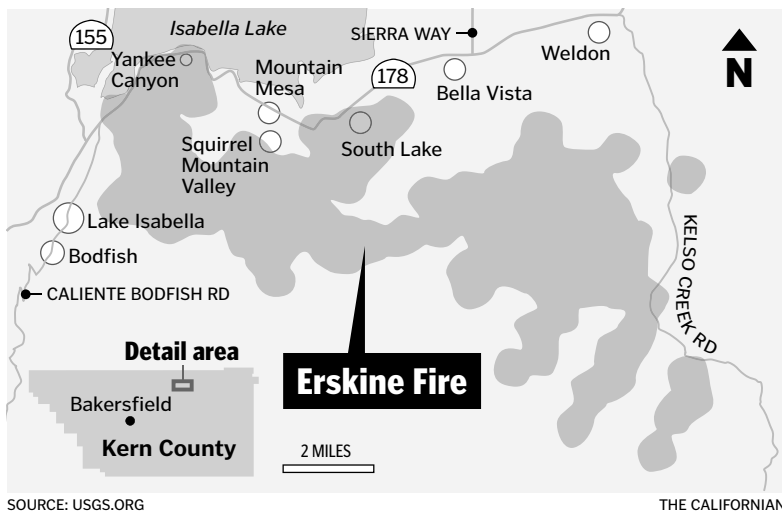 155
Isabella Lake
SIERRA WAY
Weldon
Yankee
Canyon
Mountain
Mesa
178
Bella Vista
N
Squirrel
Mountain
Valley
South Lake
Lake Isabella
Bodfish
KELSO CREEK RD
CALIENTE BODFISH RD
Detail area
Erskine Fire
Bakersfield
Kern County
2 MILES
SOURCE: USGS.ORG
THE CALIFORNIAN